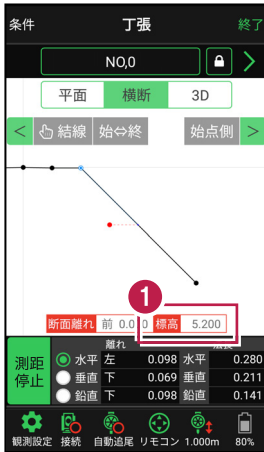 条件 丁張 終了
NO,0
平面 横断 3D
< 結線 始⇔終 始点側 >
1
断面離れ 前 標高 5.200
離れ
測距停止 水平 左 0.098 水平 0.280
垂直 下 0.069 垂直 0.211
鉛直 下 0.098 鉛直 0.141
観測設定 接続 自動追尾 リモコン 1.000m 80%